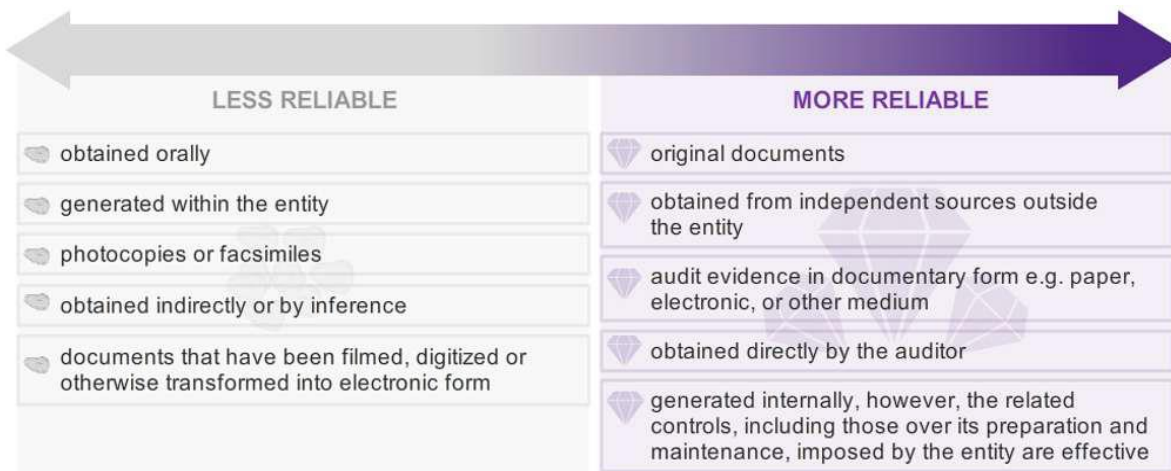 LESS RELIABLE
obtained orally
generated within the entity
photocopies or facsimiles
obtained indirectly or by inference
documents that have been filmed, digitized or
otherwise transformed into electronic form
MORE RELIABLE
original documents
obtained from independent sources outside
the entity
audit evidence in documentary form e.g. paper,
electronic, or other medium
obtained directly by the auditor
generated internally, however, the related
controls, including those over its preparation and
maintenance, imposed by the entity are effective